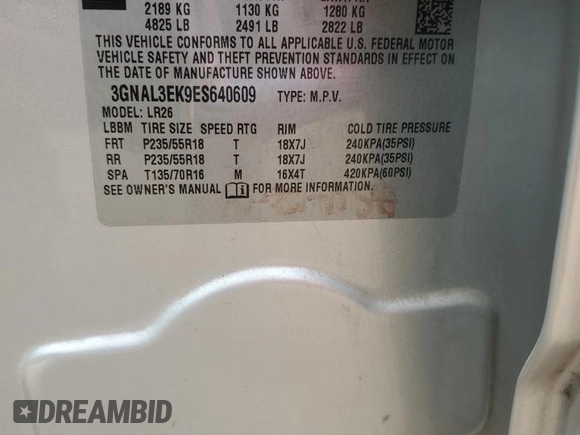 2189 KG 1130 KG 1280 KG
4825 LB 2491 LB 2822 LB
THIS VEHICLE CONFORMS TO ALL APPLICABLE U.S. FEDERAL MOTOR
VEHICLE SAFETY AND THEFT PREVENTION STANDARDS IN EFFECT ON
THE DATE OF MANUFACTURE SHOWN ABOVE.
3GNAL3EK9ES640609 TYPE: M.P.V.
MODEL: LR26
LBBM TIRE SIZE SPEED RTG RIM COLD TIRE PRESSURE
FRT P235/55R18 T 18X7J 240KPA(35PSI)
RR P235/55R18 T 18X7J 240KPA(35PSI)
SPA T135/70R16 M 16X4T 420KPA(60PSI)
SEE OWNER'S MANUAL FOR MORE INFORMATION.
DREAMBID